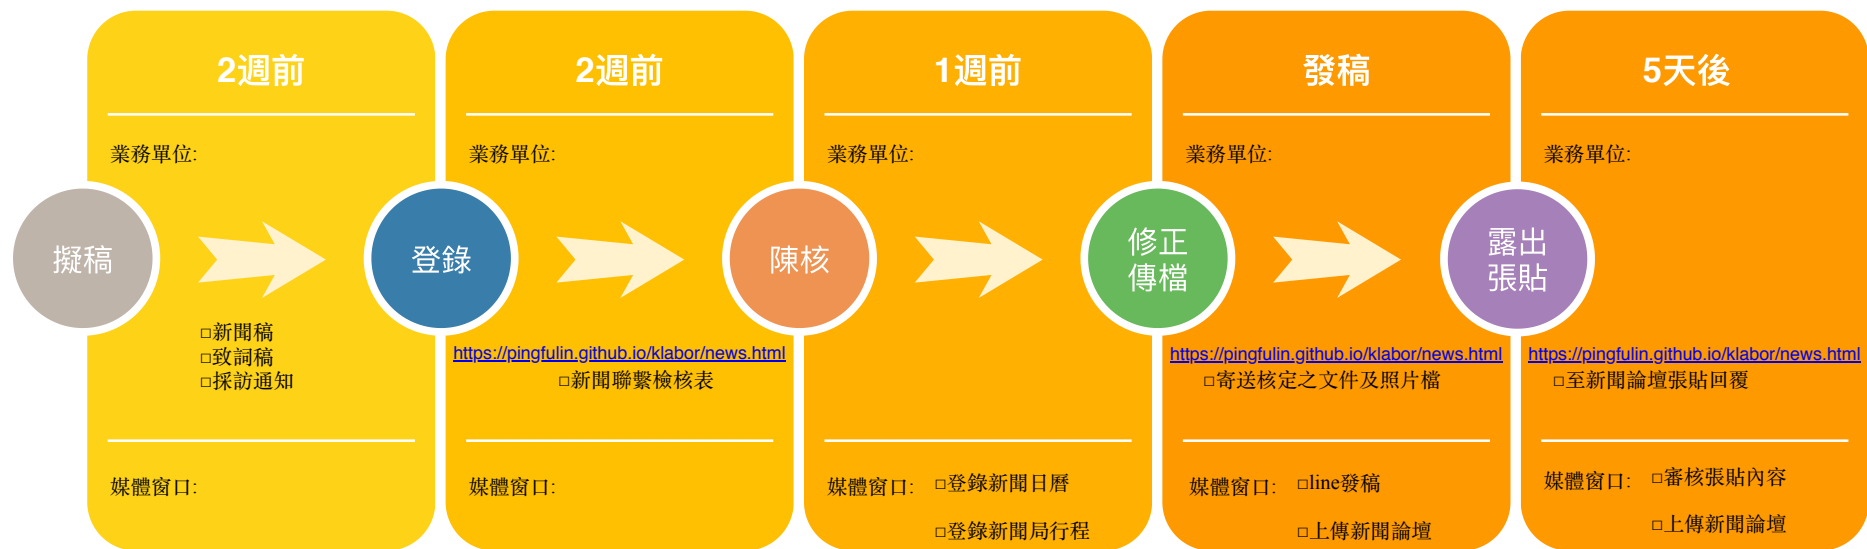 2週前
業務單位:
擬稿
□新聞稿
□致詞稿
□採訪通知
媒體窗口:
2週前
業務單位:
登錄
https://pingfulin.github.io/klabor/news.html
□新聞聯繫檢核表
媒體窗口:
1週前
業務單位:
陳核
媒體窗口: □登錄新聞日曆
□登錄新聞局行程
發稿
業務單位:
修正
傳檔
https://pingfulin.github.io/klabor/news.html
□寄送核定之文件及照片檔
媒體窗口: □line發稿
□上傳新聞論壇
5天後
業務單位:
露出
張貼
https://pingfulin.github.io/klabor/news.html
□至新聞論壇張貼回覆
媒體窗口: □審核張貼內容
□上傳新聞論壇